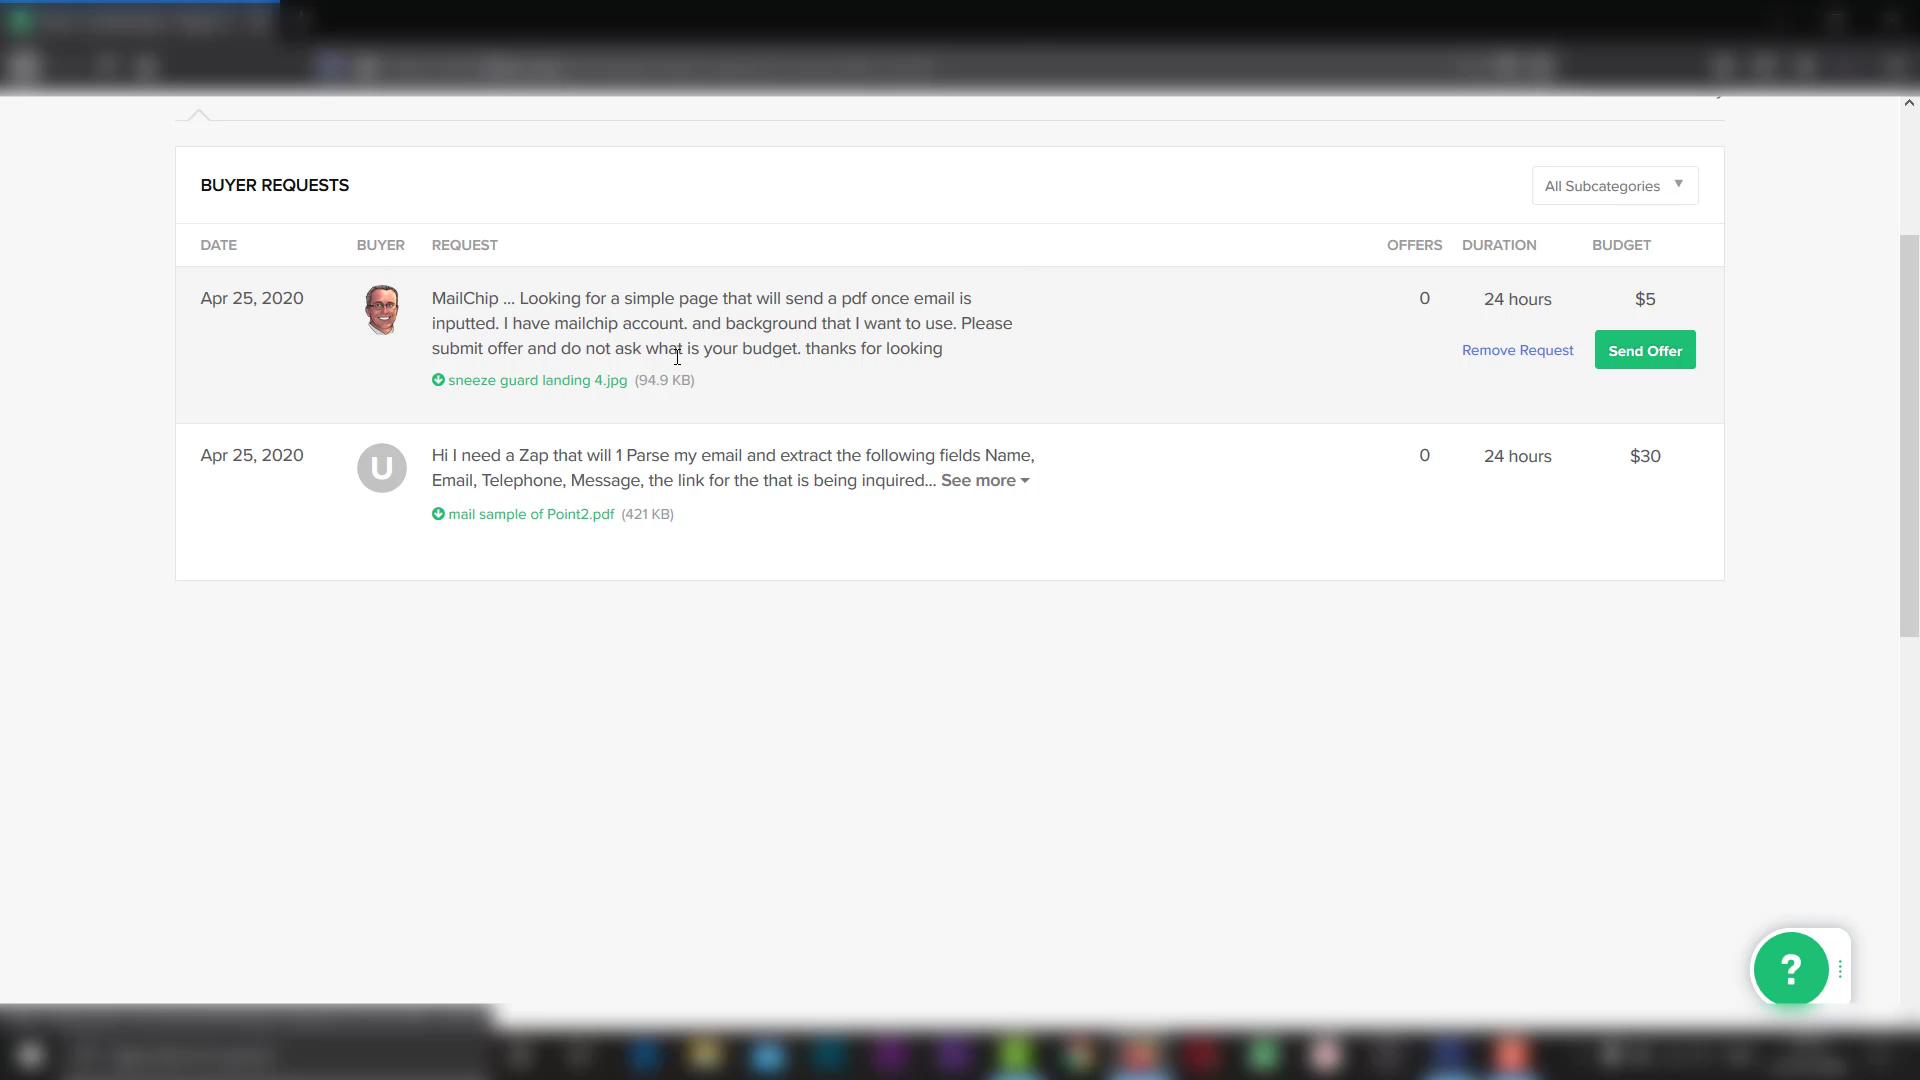 BUYER REQUESTS
All Subcategories
DATE BUYER REQUEST OFFERS DURATION BUDGET
Apr 25, 2020
MailChip ... Looking for a simple page that will send a pdf once email is
inputted. I have mailchip account. and background that I want to use. Please
submit offer and do not ask what is your budget. thanks for looking
sneeze guard landing 4.jpg (94.9 KB)
0 24 hours $5
Remove Request Send Offer
Apr 25, 2020
U
Hi I need a Zap that will 1 Parse my email and extract the following fields Name,
Email, Telephone, Message, the link for the that is being inquired... See more
mail sample of Point2.pdf (421 KB)
0 24 hours $30
?